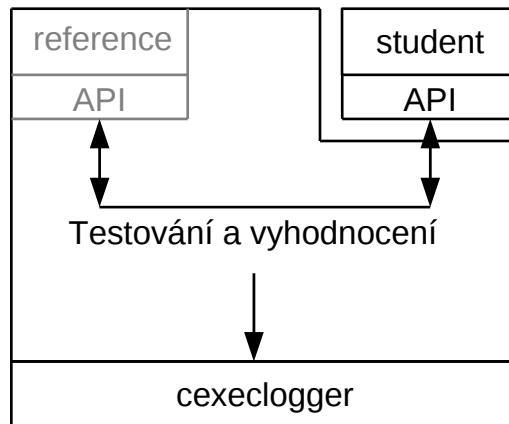 reference
student
API
API
Testování a vyhodnocení
cexeclogger